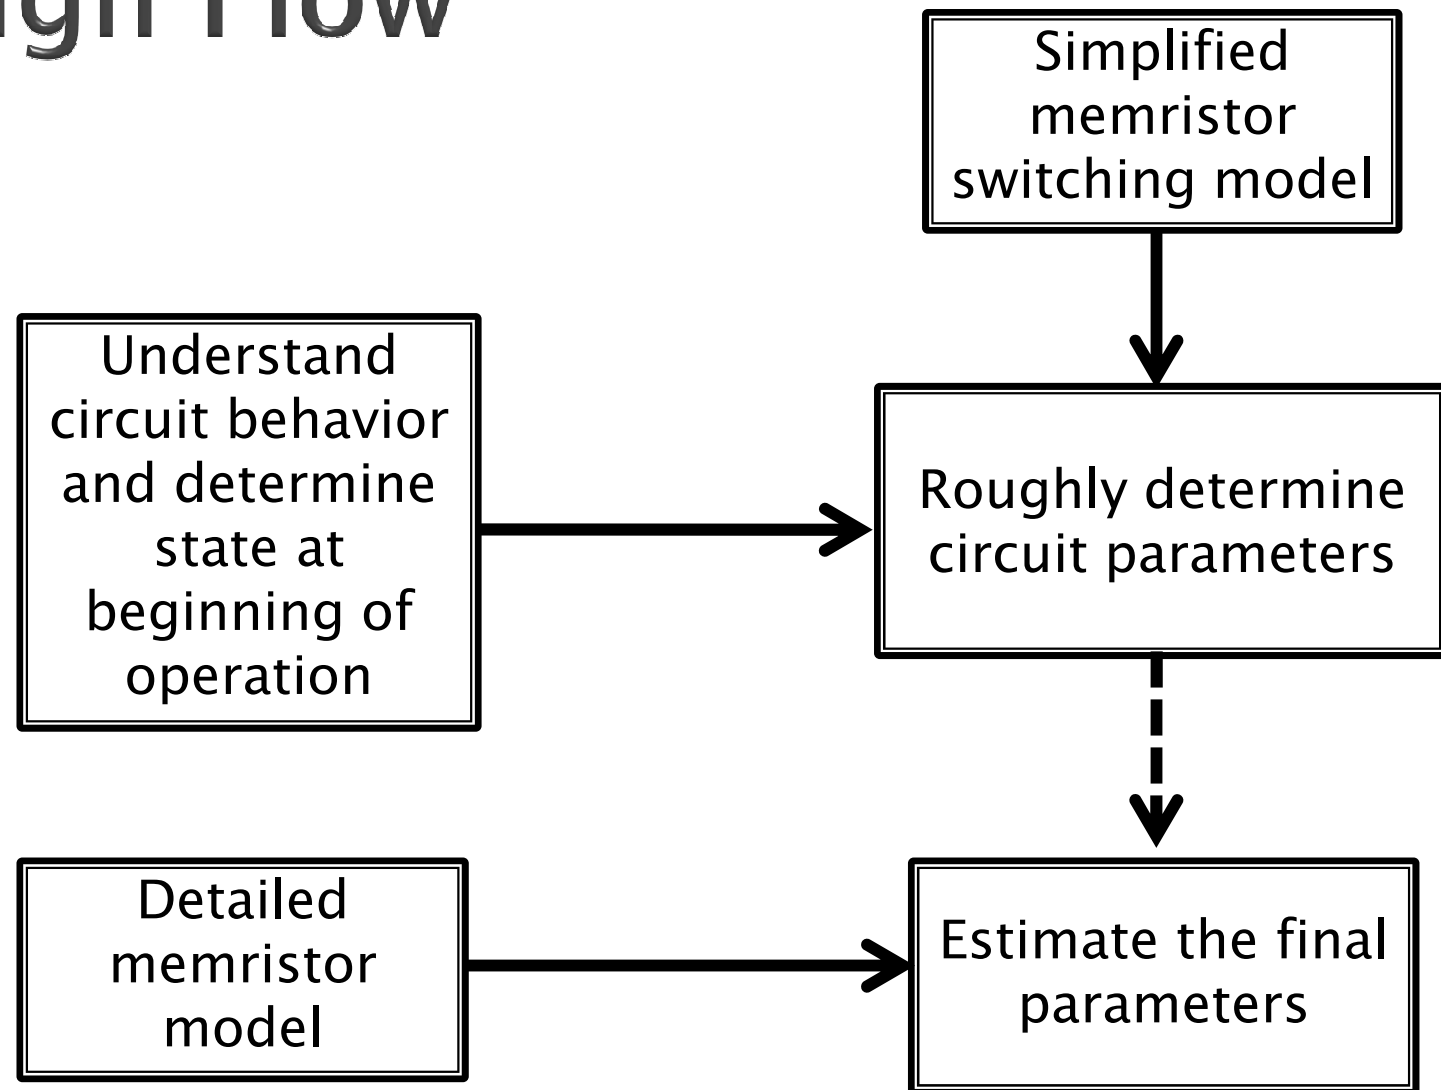 Flow
Simplified
memristor
switching model
Understand
circuit behavior
and determine
state at
beginning of
operation
Roughly determine
circuit parameters
Detailed
memristor
model
Estimate the final
parameters